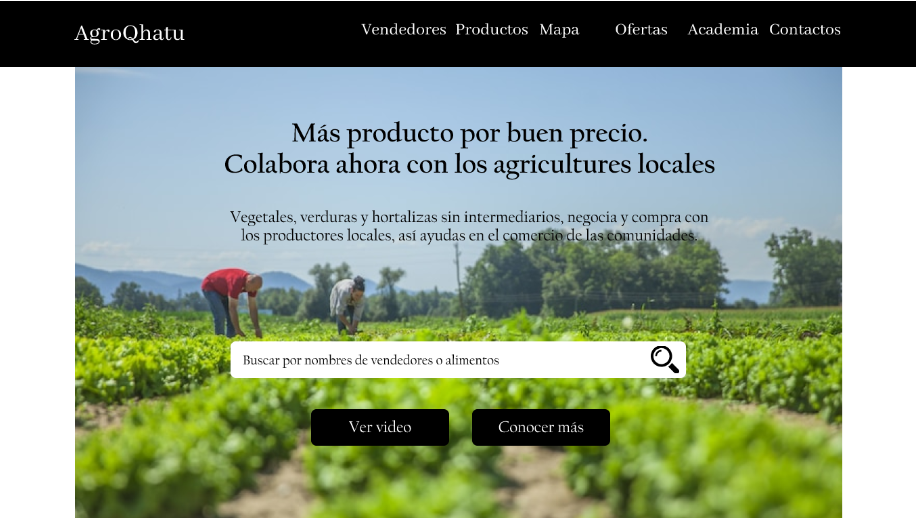 AgroQhatu
Vendedores Productos Mapa Ofertas Academia Contactos
Más producto por buen precio.
Colabora ahora con los agricultures locales
Vegetales, verduras y hortalizas sin intermediarios, negocia y compra con
los productores locales, así ayudas en el comercio de las comunidades.
Buscar por nombres de vendedores o alimentos
Ver video Conocer más